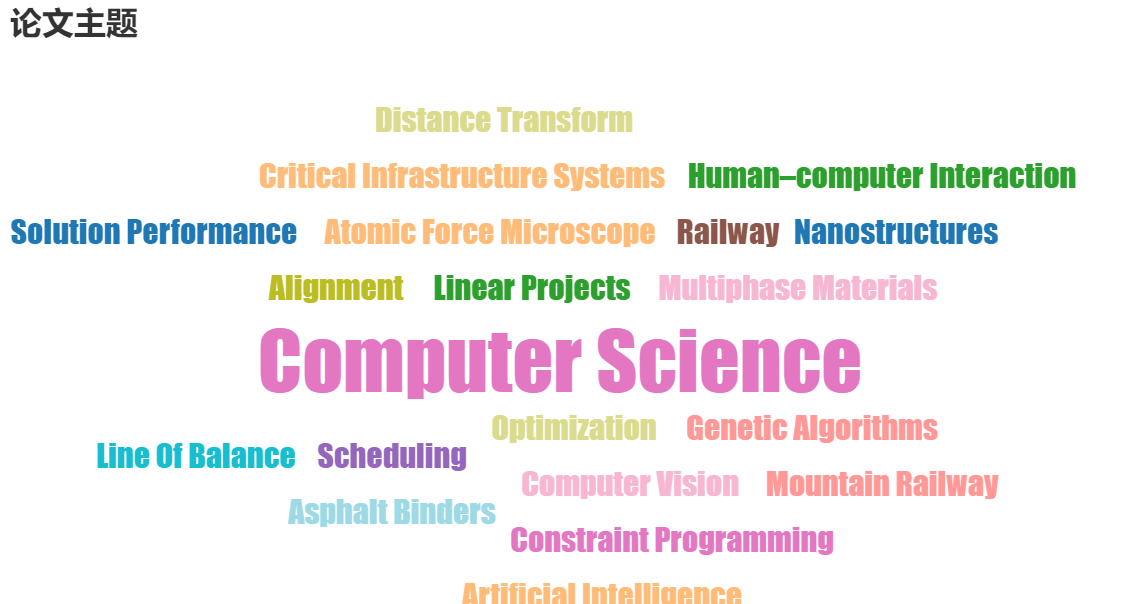 论文主题
Distance Transform
Critical Infrastructure Systems Human–computer Interaction
Solution Performance Atomic Force Microscope Railway Nanostructures
Alignment Linear Projects Multiphase Materials
Computer Science
Optimization Genetic Algorithms
Line Of Balance Scheduling
Computer Vision Mountain Railway
Asphalt Binders
Constraint Programming
Artificial Intelligence